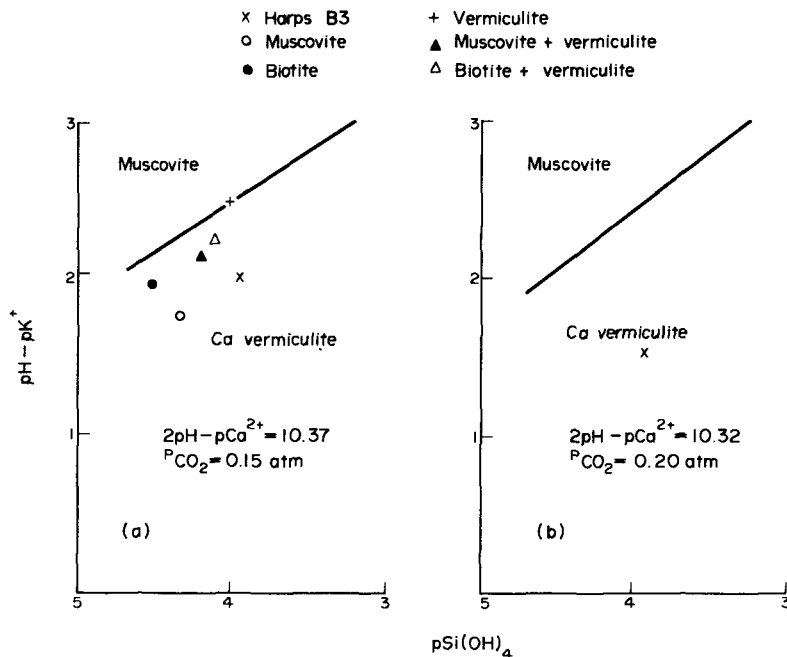 × Harps B3
+ Vermiculite
○ Muscovite
▲ Muscovite + vermiculite
● Biotite
△ Biotite + vermiculite
pH – pK⁺
3
2
1
Muscovite
Ca vermiculite
2pH – pCa²⁺ = 10.37
ᴾCO₂ = 0.15 atm
(a)
5 4 3
3
2
1
Muscovite
Ca vermiculite
2pH – pCa²⁺ = 10.32
ᴾCO₂ = 0.20 atm
(b)
5 4 3
pSi(OH)₄